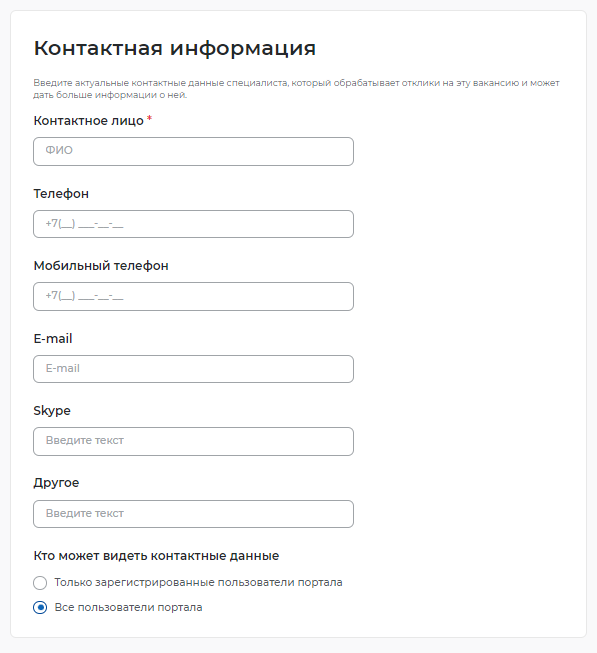 Контактная информация
Введите актуальные контактные данные специалиста, который обрабатывает отклики на эту вакансию и может
дать больше информации о ней.
Контактное лицо *
ФИО
Телефон
+7(__) ___-__-__
Мобильный телефон
+7(__) ___-__-__
E-mail
E-mail
Skype
Введите текст
Другое
Введите текст
Кто может видеть контактные данные
Только зарегистрированные пользователи портала
Все пользователи портала